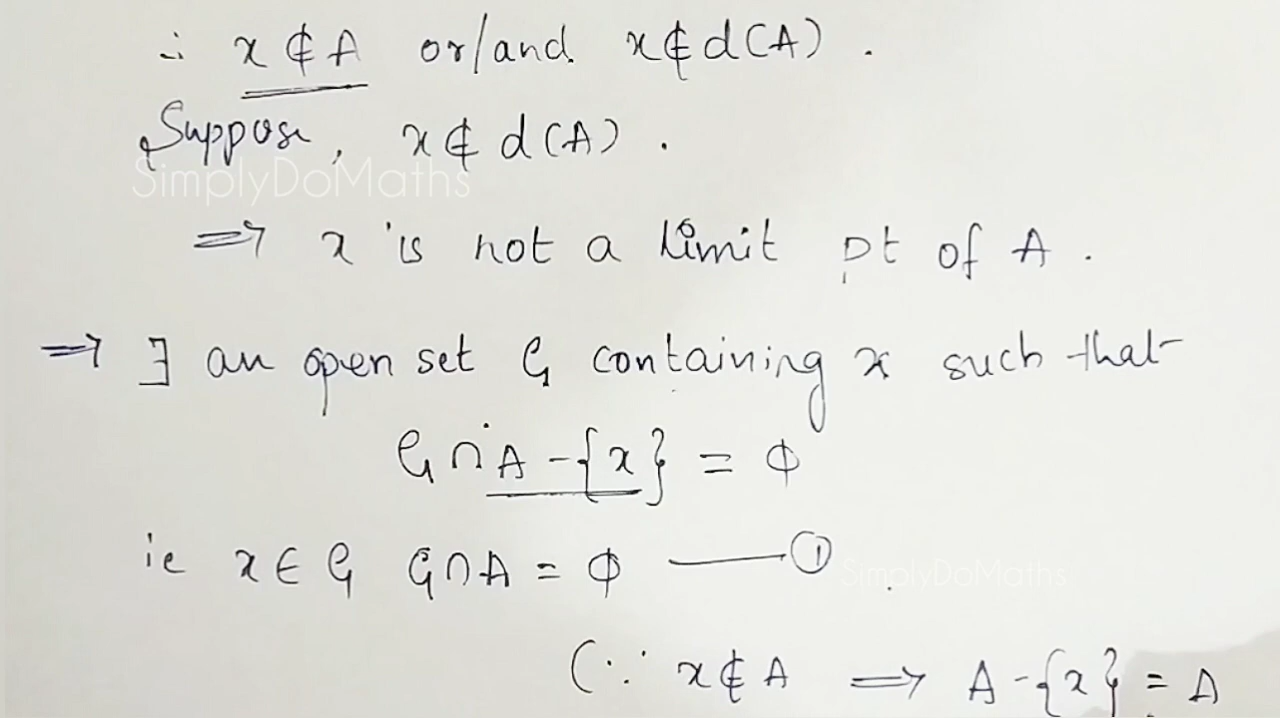 ∴ x ∉ A or/and x ∉ d(A).
Suppose, x ∉ d(A).
SimplyDoMaths
⇒ x is not a limit pt of A.
⇒ ∃ an open set G containing x such that
G ∩ A - {x} = ϕ
ie x ∈ G G ∩ A = ϕ —— ①
SimplyDoMaths
(∵ x ∉ A ⇒ A - {x} = A